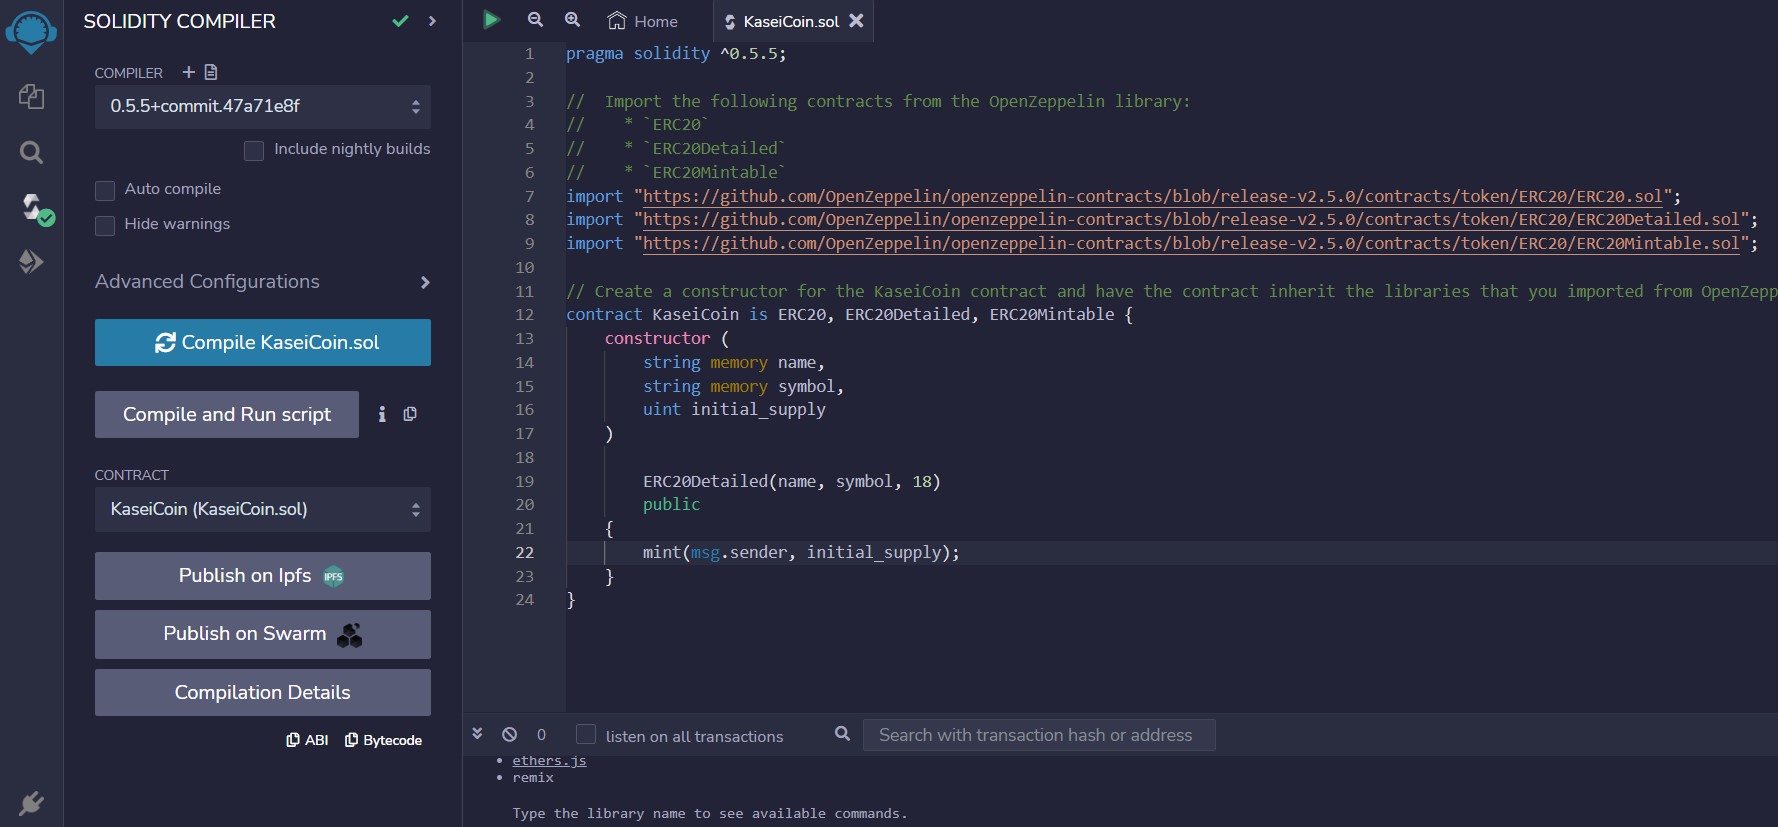 SOLIDITY COMPILER
COMPILER
0.5.5+commit.47a71e8f
Include nightly builds
Auto compile
Hide warnings
Advanced Configurations
Compile KaseiCoin.sol
Compile and Run script
CONTRACT
KaseiCoin (KaseiCoin.sol)
Publish on Ipfs IPFS
Publish on Swarm
Compilation Details
ABI Bytecode
Home KaseiCoin.sol
1 pragma solidity ^0.5.5;
2
3 //  Import the following contracts from the OpenZeppelin library:
4 //    * `ERC20`
5 //    * `ERC20Detailed`
6 //    * `ERC20Mintable`
7 import "https://github.com/OpenZeppelin/openzeppelin-contracts/blob/release-v2.5.0/contracts/token/ERC20/ERC20.sol";
8 import "https://github.com/OpenZeppelin/openzeppelin-contracts/blob/release-v2.5.0/contracts/token/ERC20/ERC20Detailed.sol";
9 import "https://github.com/OpenZeppelin/openzeppelin-contracts/blob/release-v2.5.0/contracts/token/ERC20/ERC20Mintable.sol";
10
11 // Create a constructor for the KaseiCoin contract and have the contract inherit the libraries that you imported from OpenZepp
12 contract KaseiCoin is ERC20, ERC20Detailed, ERC20Mintable {
13     constructor (
14         string memory name,
15         string memory symbol,
16         uint initial_supply
17     )
18
19         ERC20Detailed(name, symbol, 18)
20         public
21     {
22         mint(msg.sender, initial_supply);
23     }
24 }
0 listen on all transactions Search with transaction hash or address
• ethers.js
• remix
Type the library name to see available commands.